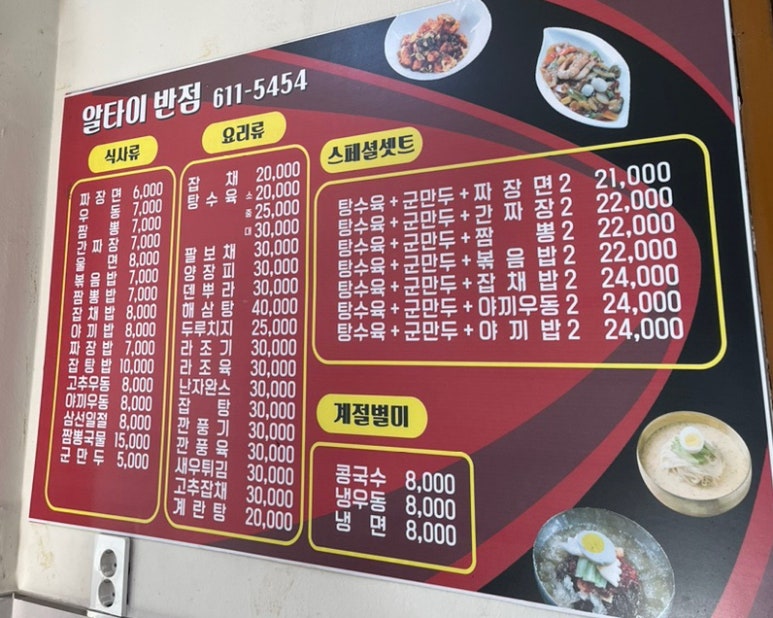 알타이 반점 611-5454
식사류
짜 장 면 6,000
우 동 7,000
짬 뽕 7,000
간 짜 장 7,000
울 면 8,000
볶 음 밥 7,000
짬 뽕 밥 7,000
잡 채 밥 8,000
야 끼 밥 8,000
짜 장 밥 7,000
잡 탕 밥 10,000
고추우동 8,000
야끼우동 8,000
삼선일절 8,000
짬뽕국물 15,000
군 만 두 5,000
요리류
잡 채 20,000
탕 수 육 소 20,000
중 25,000
대 30,000
팔 보 채 30,000
양 장 피 30,000
덴 뿌 라 30,000
해 삼 탕 40,000
두루치지 25,000
라 조 기 30,000
라 조 육 30,000
난자완스 30,000
잡 탕 30,000
깐 풍 기 30,000
깐 풍 육 30,000
새우튀김 30,000
고추잡채 30,000
계 란 탕 20,000
스페셜셋트
탕수육 + 군만두 + 짜 장 면 2 21,000
탕수육 + 군만두 + 간 짜 장 2 22,000
탕수육 + 군만두 + 짬 뽕 2 22,000
탕수육 + 군만두 + 볶 음 밥 2 22,000
탕수육 + 군만두 + 잡 채 밥 2 24,000
탕수육 + 군만두 + 야끼우동 2 24,000
탕수육 + 군만두 + 야 끼 밥 2 24,000
계절별미
콩국수 8,000
냉우동 8,000
냉 면 8,000